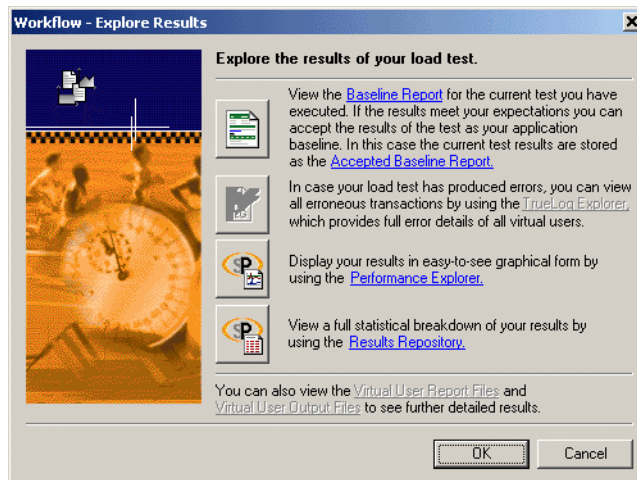 Workflow - Explore Results
Explore the results of your load test.
View the Baseline Report for the current test you have
executed. If the results meet your expectations you can
accept the results of the test as your application
baseline. In this case the current test results are stored
as the Accepted Baseline Report.
In case your load test has produced errors, you can view
all erroneous transactions by using the TrueLog Explorer,
which provides full error details of all virtual users.
Display your results in easy-to-see graphical form by
using the Performance Explorer.
View a full statistical breakdown of your results by
using the Results Repository.
You can also view the Virtual User Report Files and
Virtual User Output Files to see further detailed results.
OK Cancel